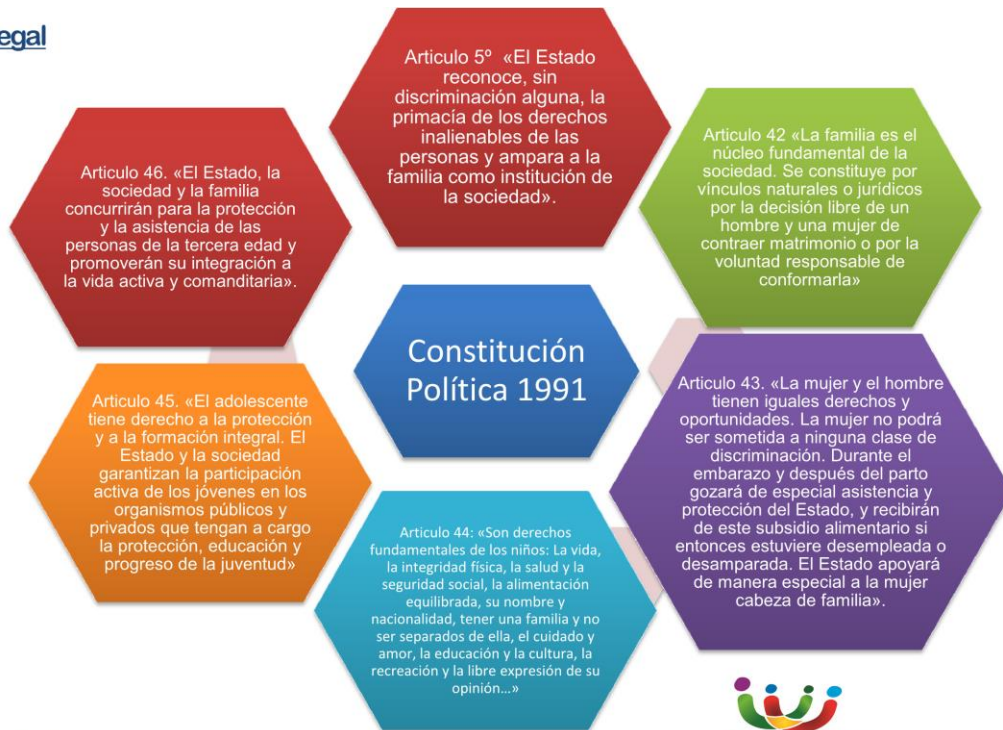 egal
Articulo 5º «El Estado
reconoce, sin
discriminación alguna, la
primacía de los derechos
inalienables de las
personas y ampara a la
familia como institución de
la sociedad».
Articulo 42 «La familia es el
núcleo fundamental de la
sociedad. Se constituye por
vínculos naturales o jurídicos
por la decisión libre de un
hombre y una mujer de
contraer matrimonio o por la
voluntad responsable de
conformarla»
Articulo 43. «La mujer y el hombre
tienen iguales derechos y
oportunidades. La mujer no podrá
ser sometida a ninguna clase de
discriminación. Durante el
embarazo y después del parto
gozará de especial asistencia y
protección del Estado, y recibirán
de este subsidio alimentario si
entonces estuviere desempleada o
desamparada. El Estado apoyará
de manera especial a la mujer
cabeza de familia».
Articulo 44: «Son derechos
fundamentales de los niños: La vida,
la integridad física, la salud y la
seguridad social, la alimentación
equilibrada, su nombre y
nacionalidad, tener una familia y no
ser separados de ella, el cuidado y
amor, la educación y la cultura, la
recreación y la libre expresión de su
opinión...»
Articulo 45. «El adolescente
tiene derecho a la protección
y a la formación integral. El
Estado y la sociedad
garantizan la participación
activa de los jóvenes en los
organismos públicos y
privados que tengan a cargo
la protección, educación y
progreso de la juventud»
Articulo 46. «El Estado, la
sociedad y la familia
concurrirán para la protección
y la asistencia de las
personas de la tercera edad y
promoverán su integración a
la vida activa y comanditaria».
Constitución
Política 1991